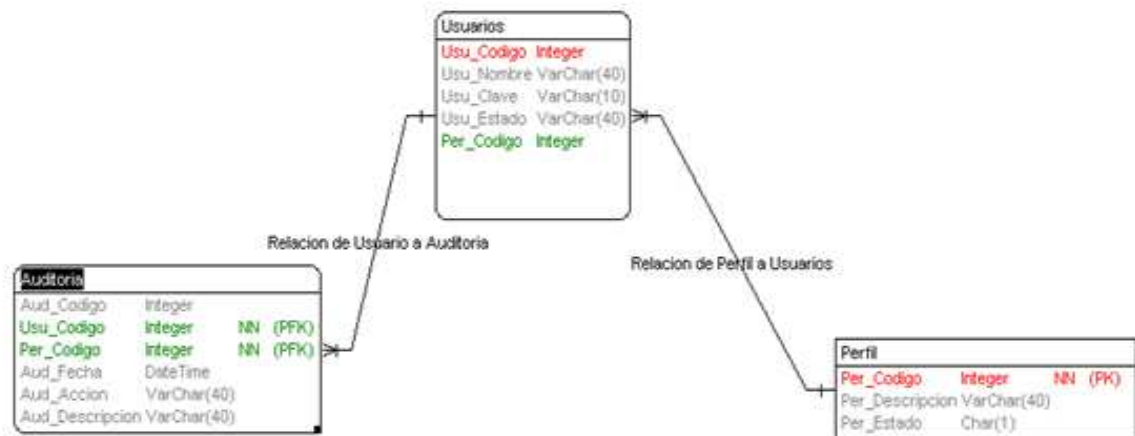 Usuarios
Usu_Codigo Integer
Usu_Nombre VarChar(40)
Usu_Clave VarChar(10)
Usu_Estado VarChar(40)
Per_Codigo Integer
Relacion de Usuario a Auditoria
Relacion de Perfil a Usuarios
Auditoria
Aud_Codigo Integer
Usu_Codigo Integer NN (PFK)
Per_Codigo Integer NN (PFK)
Aud_Fecha DateTime
Aud_Accion VarChar(40)
Aud_Descripcion VarChar(40)
Perfil
Per_Codigo Integer NN (PK)
Per_Descripcion VarChar(40)
Per_Estado Char(1)